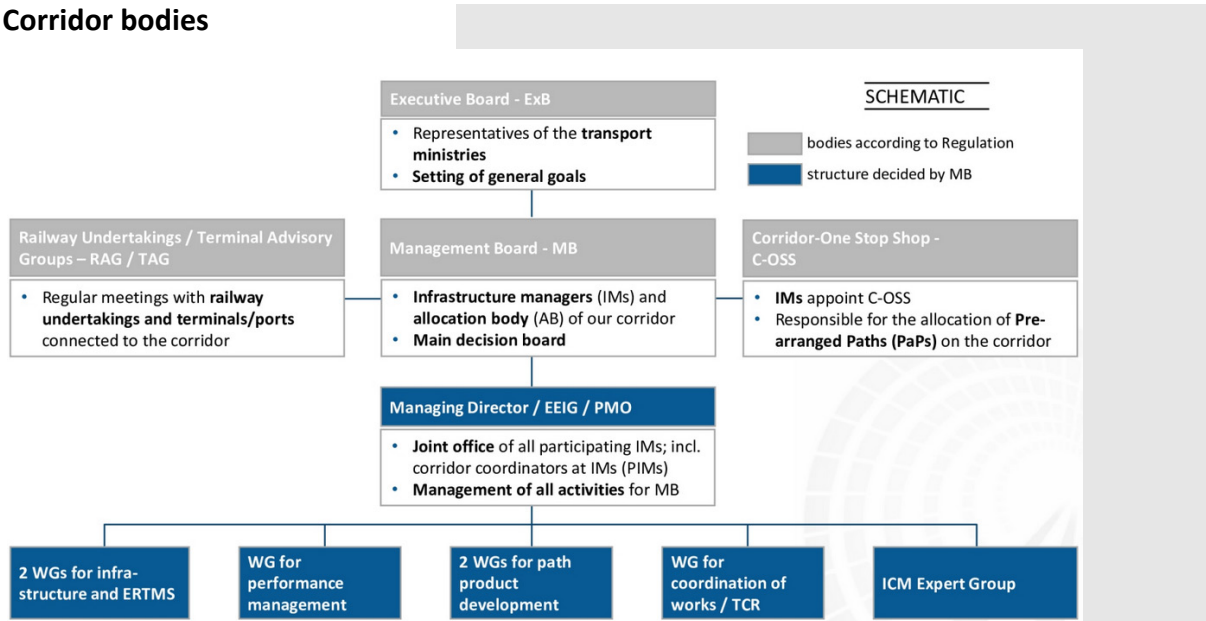 Corridor bodies
Executive Board - ExB
• Representatives of the transport
ministries
• Setting of general goals
SCHEMATIC
bodies according to Regulation
structure decided by MB
Railway Undertakings / Terminal Advisory
Groups – RAG / TAG
• Regular meetings with railway
undertakings and terminals/ports
connected to the corridor
Management Board - MB
• Infrastructure managers (IMs) and
allocation body (AB) of our corridor
• Main decision board
Corridor-One Stop Shop -
C-OSS
• IMs appoint C-OSS
• Responsible for the allocation of Pre-
arranged Paths (PaPs) on the corridor
Managing Director / EEIG / PMO
• Joint office of all participating IMs; incl.
corridor coordinators at IMs (PIMs)
• Management of all activities for MB
2 WGs for infra-
structure and ERTMS
WG for
performance
management
2 WGs for path
product
development
WG for
coordination of
works / TCR
ICM Expert Group